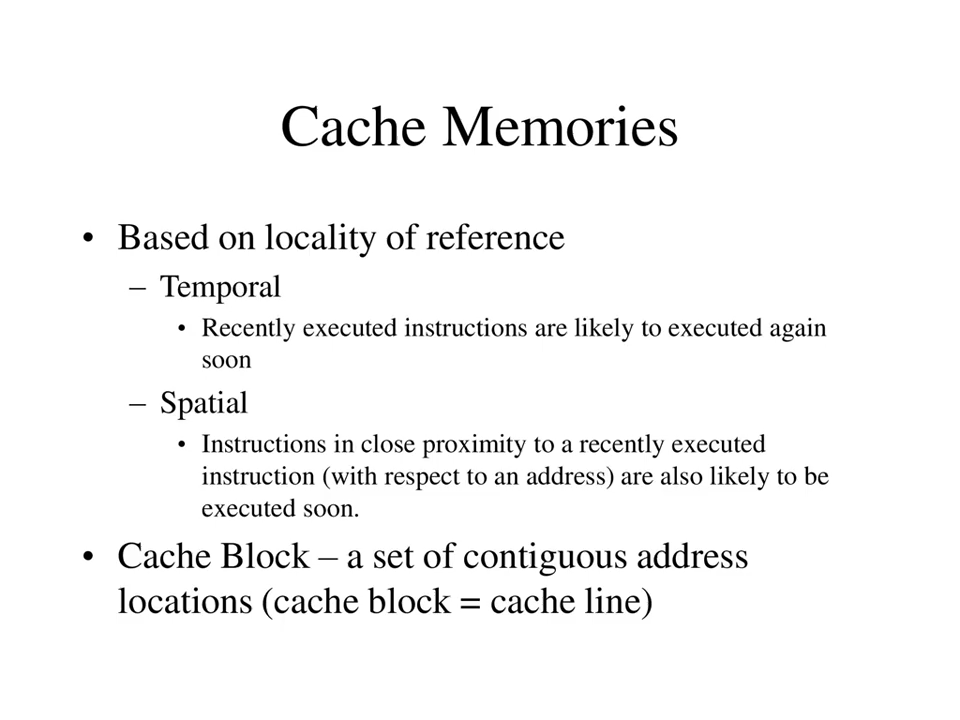 Cache Memories
• Based on locality of reference
– Temporal
• Recently executed instructions are likely to executed again
soon
– Spatial
• Instructions in close proximity to a recently executed
instruction (with respect to an address) are also likely to be
executed soon.
• Cache Block – a set of contiguous address
locations (cache block = cache line)